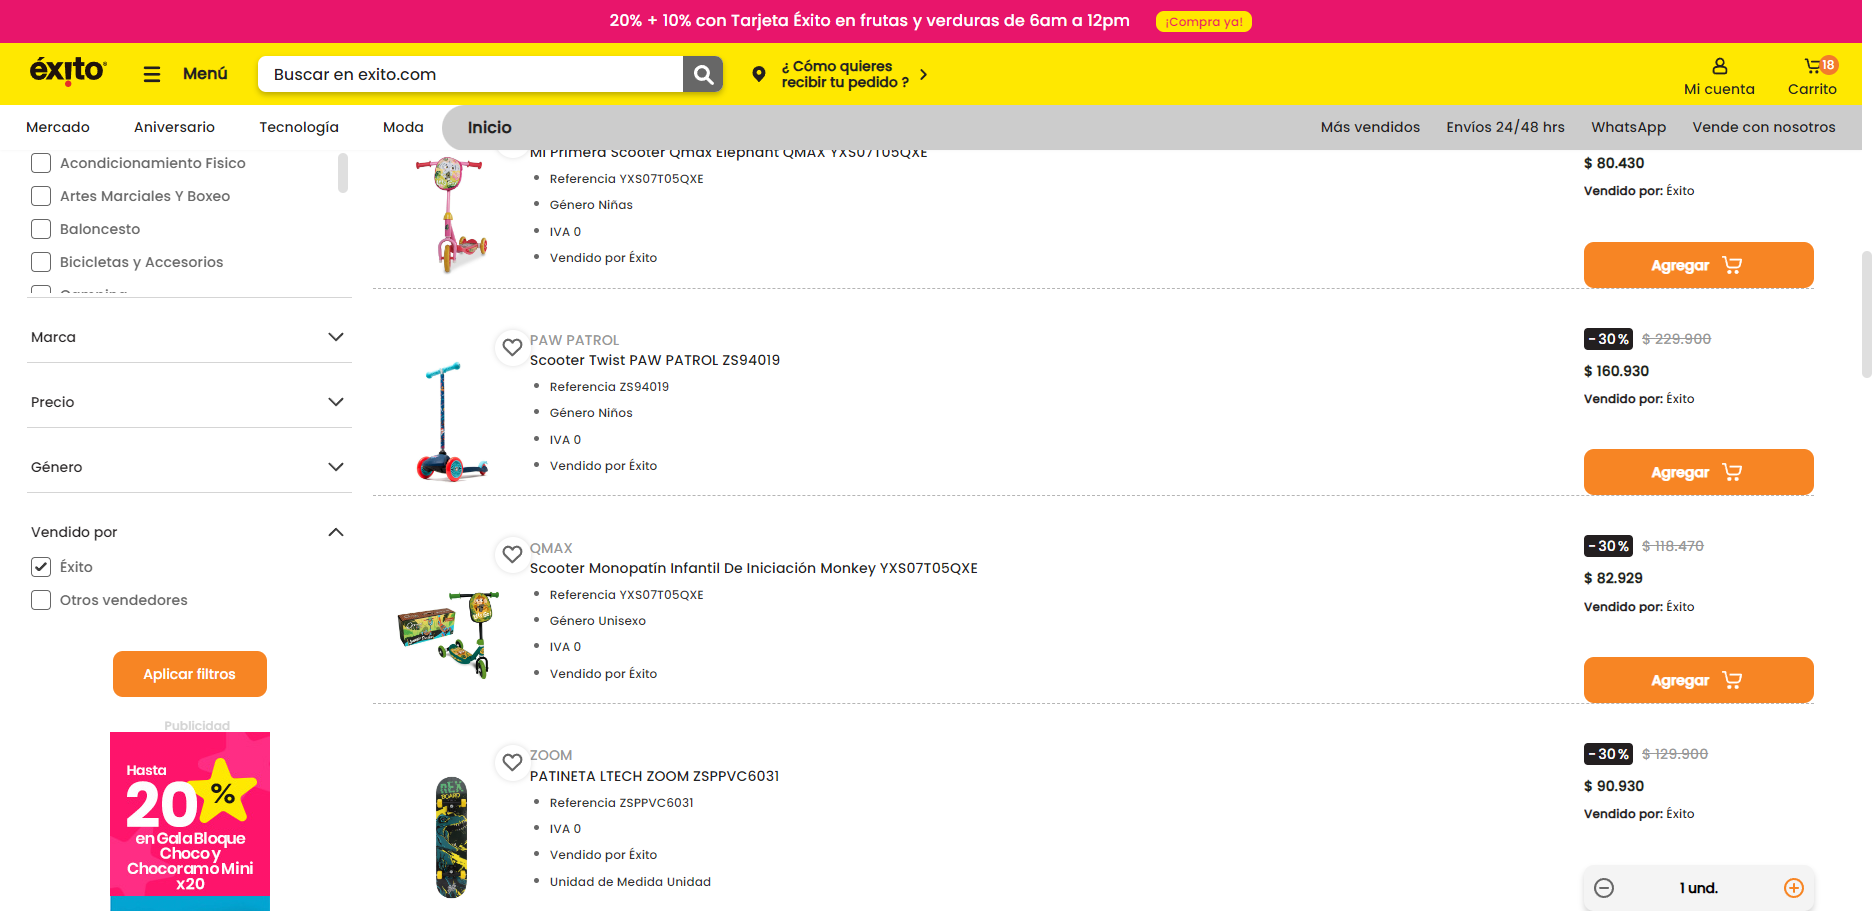 20% + 10% con Tarjeta Éxito en frutas y verduras de 6am a 12pm
¡Compra ya!
éxito
Menú
Buscar en exito.com
¿ Cómo quieres
recibir tu pedido ?
Mi cuenta
18
Carrito
Mercado
Aniversario
Tecnología
Moda
Inicio
Más vendidos
Envíos 24/48 hrs
WhatsApp
Vende con nosotros
Acondicionamiento Fisico
Artes Marciales Y Boxeo
Baloncesto
Bicicletas y Accesorios
Camping
Marca
Precio
Género
Vendido por
Éxito
Otros vendedores
Aplicar filtros
Publicidad
Hasta
20%
en Gala Bloque
Choco y
Chocoramo Mini
x20
Mi Primera Scooter Qmax Elephant QMAX YXS07T05QXE
Referencia YXS07T05QXE
Género Niñas
IVA 0
Vendido por Éxito
$ 80.430
Vendido por: Éxito
Agregar
PAW PATROL
Scooter Twist PAW PATROL ZS94019
Referencia ZS94019
Género Niños
IVA 0
Vendido por Éxito
-30% $ 229.900
$ 160.930
Vendido por: Éxito
Agregar
QMAX
Scooter Monopatín Infantil De Iniciación Monkey YXS07T05QXE
Referencia YXS07T05QXE
Género Unisexo
IVA 0
Vendido por Éxito
-30% $ 118.470
$ 82.929
Vendido por: Éxito
Agregar
ZOOM
PATINETA LTECH ZOOM ZSPPVC6031
Referencia ZSPPVC6031
IVA 0
Vendido por Éxito
Unidad de Medida Unidad
REX
BOARD
-30% $ 129.900
$ 90.930
Vendido por: Éxito
1 und.